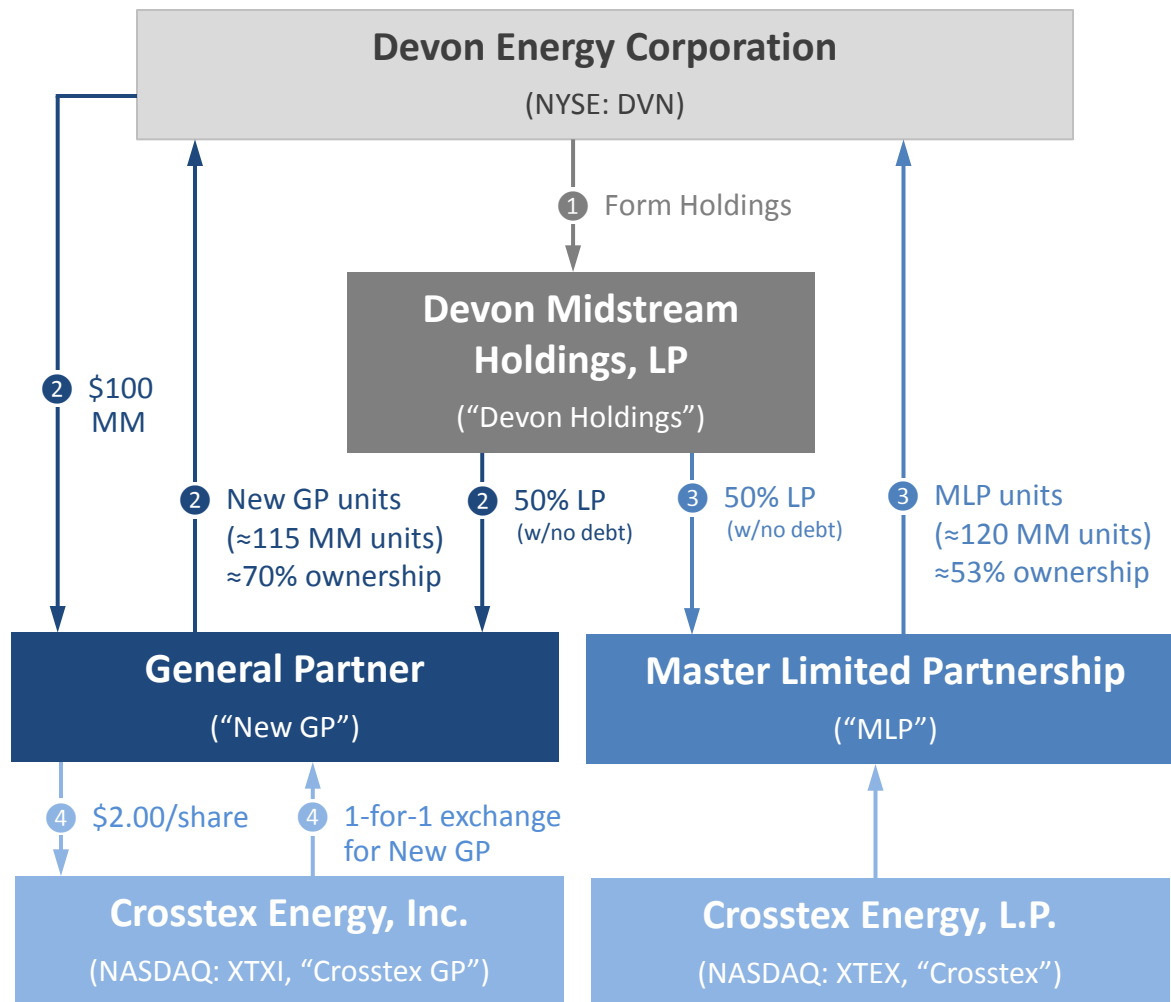 Devon Energy Corporation
(NYSE: DVN)
1 Form Holdings
Devon Midstream
Holdings, LP
(“Devon Holdings”)
2 $100
MM
2 New GP units
(≈115 MM units)
≈70% ownership
2 50% LP
(w/no debt)
3 50% LP
(w/no debt)
3 MLP units
(≈120 MM units)
≈53% ownership
General Partner
(“New GP”)
Master Limited Partnership
(“MLP”)
4 $2.00/share
4 1-for-1 exchange
for New GP
Crosstex Energy, Inc.
(NASDAQ: XTXI, “Crosstex GP”)
Crosstex Energy, L.P.
(NASDAQ: XTEX, “Crosstex”)